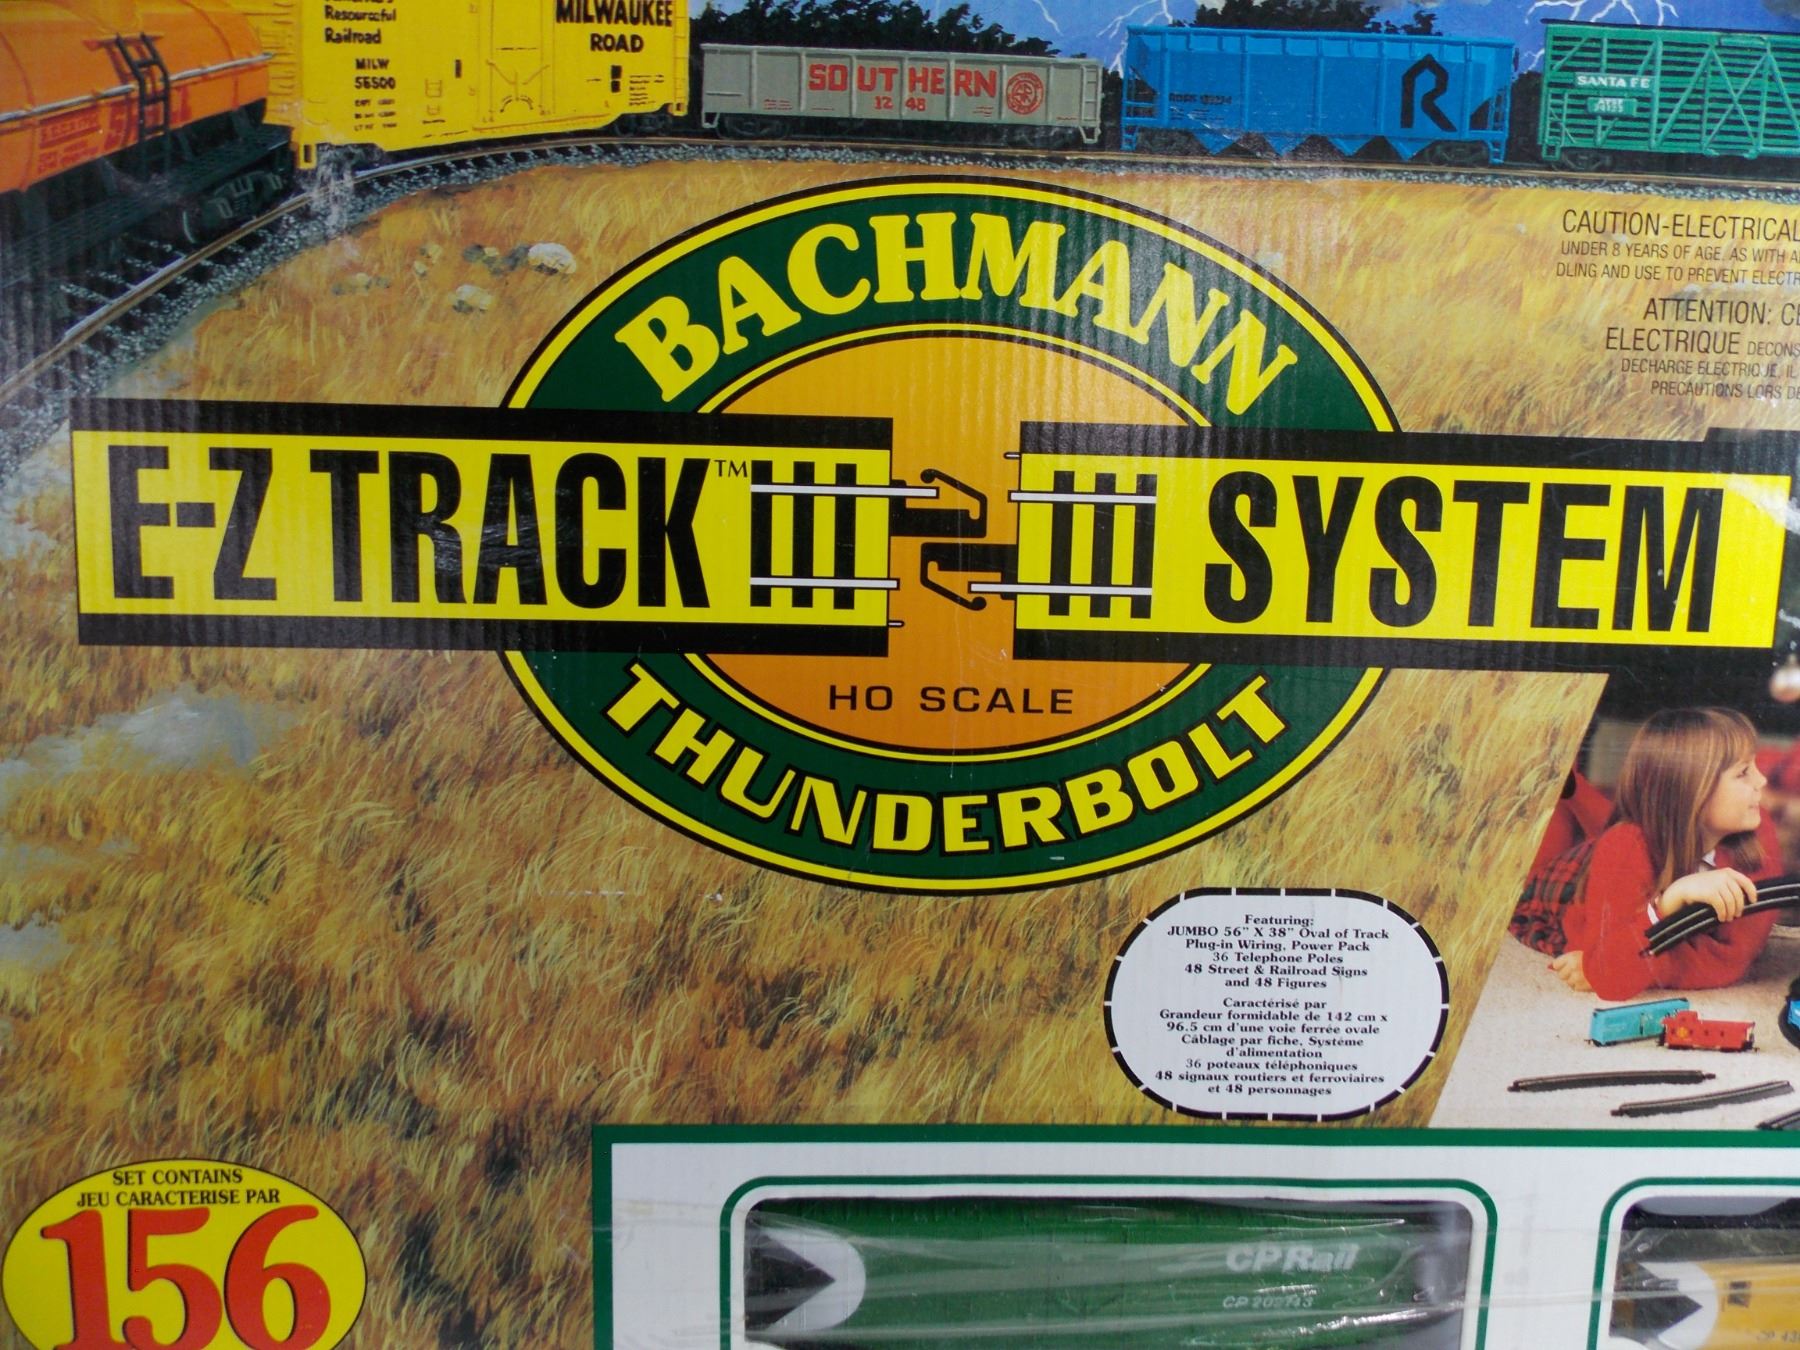 Resourceful
Railroad
MILW
56500
MILWAUKEE
ROAD
SOUTHERN
1248
R
SANTA FE
ATSF
CAUTION-ELECTRICAL
UNDER 8 YEARS OF AGE. AS WITH
DLING AND USE TO PREVENT
ATTENTION:
ELECTRIQUE
DECHARGE ELECTRIQUE, IL
PRECAUTIONS LORS
BACHMANN
E-Z TRACK™
SYSTEM
HO SCALE
THUNDERBOLT
Featuring:
JUMBO 56" X 38" Oval of Track
Plug-in Wiring, Power Pack
36 Telephone Poles
48 Street & Railroad Signs
and 48 Figures
Caractérisé par
Grandeur formidable de 142 cm x
96.5 cm d'une voie ferrée ovale
Câblage par fiche, Système
d'alimentation
36 poteaux téléphoniques
48 signaux routiers et ferroviaires
et 48 personnages
SET CONTAINS
JEU CARACTERISE PAR
156
CP Rail